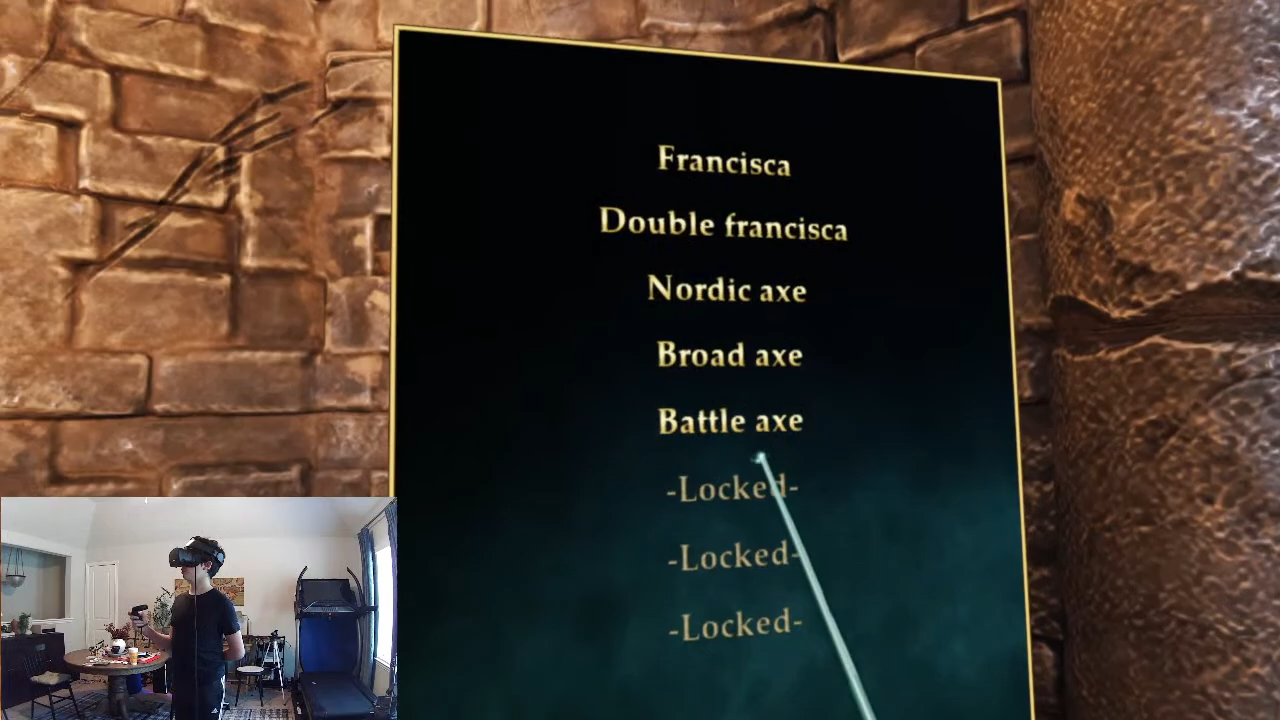 Francisca
Double francisca
Nordic axe
Broad axe
Battle axe
-Locked-
-Locked-
-Locked-